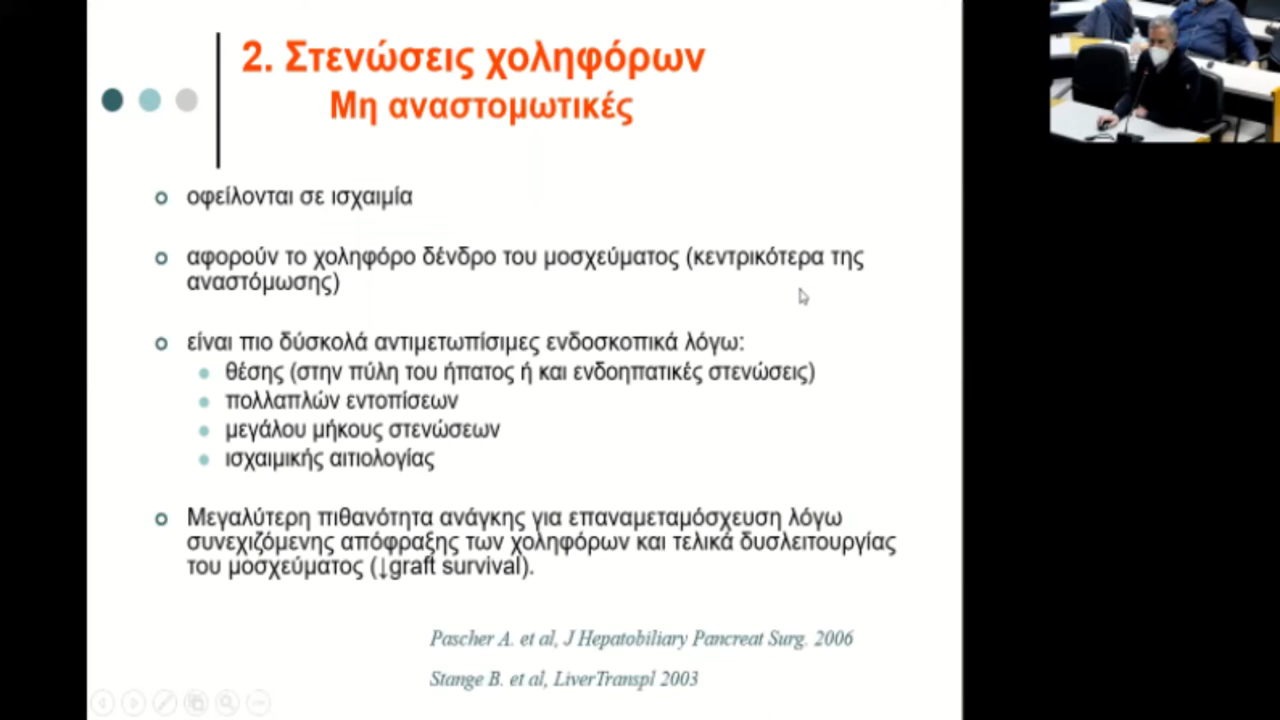 2. Στενώσεις χοληφόρων
Μη αναστομωτικές
οφείλονται σε ισχαιμία
αφορούν το χοληφόρο δένδρο του μοσχεύματος (κεντρικότερα της
αναστόμωσης)
είναι πιο δύσκολά αντιμετωπίσιμες ενδοσκοπικά λόγω:
θέσης (στην πύλη του ήπατος ή και ενδοηπατικές στενώσεις)
πολλαπλών εντοπίσεων
μεγάλου μήκους στενώσεων
ισχαιμικής αιτιολογίας
Μεγαλύτερη πιθανότητα ανάγκης για επαναμεταμόσχευση λόγω
συνεχιζόμενης απόφραξης των χοληφόρων και τελικά δυσλειτουργίας
του μοσχεύματος (↓graft survival).
Pascher A. et al, J Hepatobiliary Pancreat Surg. 2006
Stange B. et al, LiverTranspl 2003